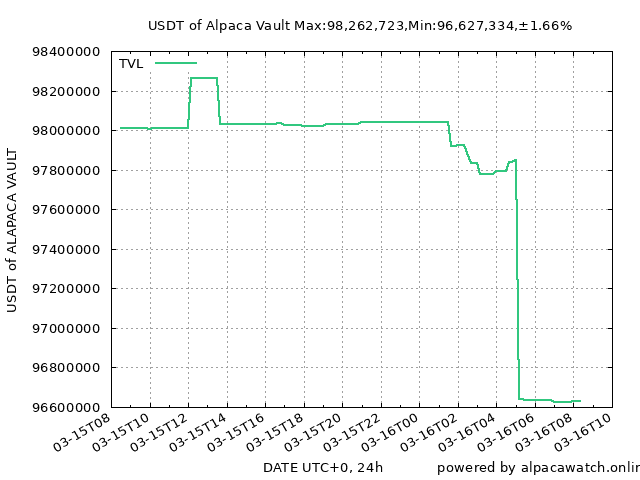 USDT of Alpaca Vault Max:98,262,723,Min:96,627,334,±1.66%
TVL
98400000
98200000
98000000
97800000
97600000
97400000
97200000
97000000
96800000
96600000
USDT of ALAPACA VAULT
03-15T08
03-15T10
03-15T12
03-15T14
03-15T16
03-15T18
03-15T20
03-15T22
03-16T00
03-16T02
03-16T04
03-16T06
03-16T08
03-16T10
DATE UTC+0, 24h
powered by alpacawatch.onlin